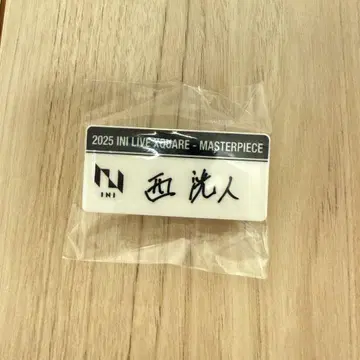 2025 INI LIVE XQUARE - MASTERPIECE
INI
西 洸人